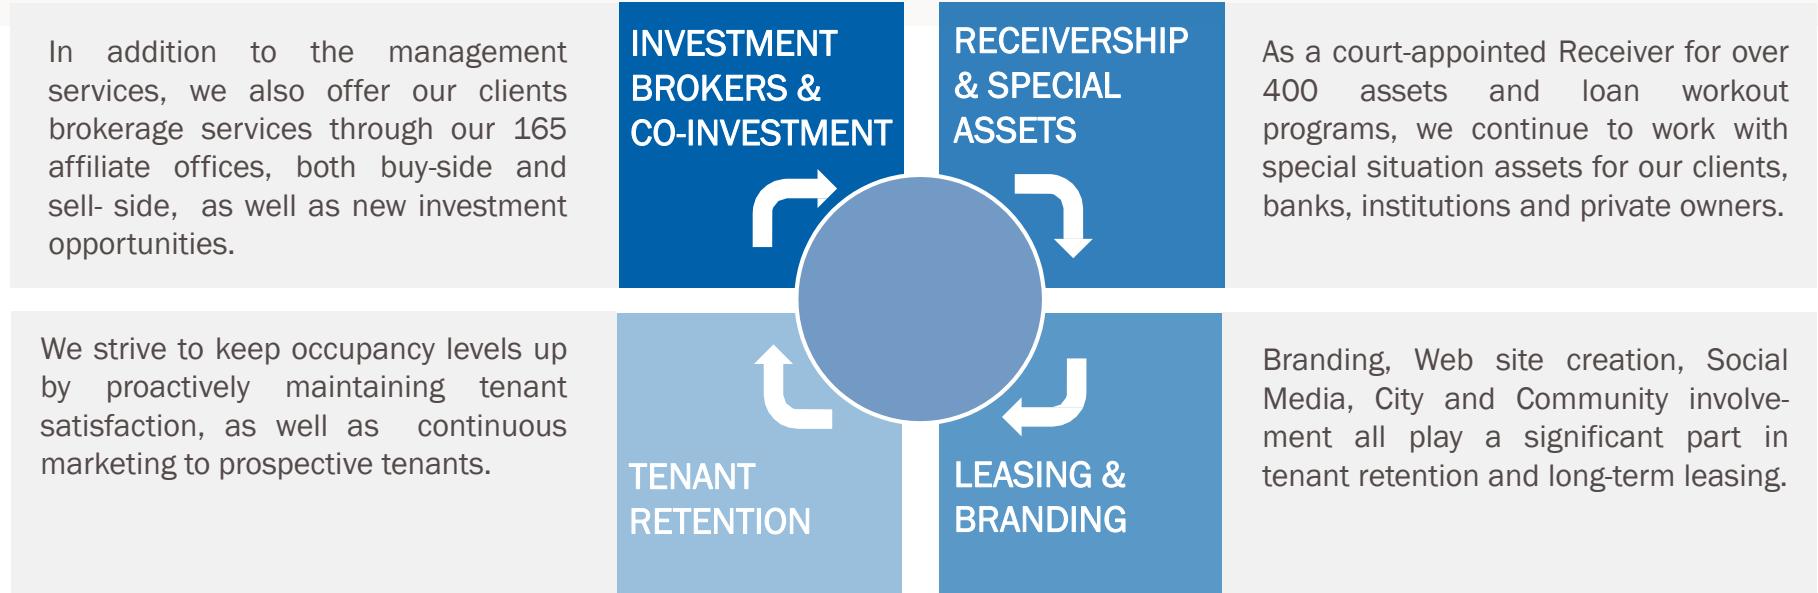 In addition to the management
services, we also offer our clients
brokerage services through our 165
affiliate offices, both buy-side and
sell- side, as well as new investment
opportunities.
INVESTMENT
BROKERS &
CO-INVESTMENT
RECEIVERSHIP
& SPECIAL
ASSETS
As a court-appointed Receiver for over
400 assets and loan workout
programs, we continue to work with
special situation assets for our clients,
banks, institutions and private owners.
We strive to keep occupancy levels up
by proactively maintaining tenant
satisfaction, as well as continuous
marketing to prospective tenants.
TENANT
RETENTION
LEASING &
BRANDING
Branding, Web site creation, Social
Media, City and Community involve-
ment all play a significant part in
tenant retention and long-term leasing.